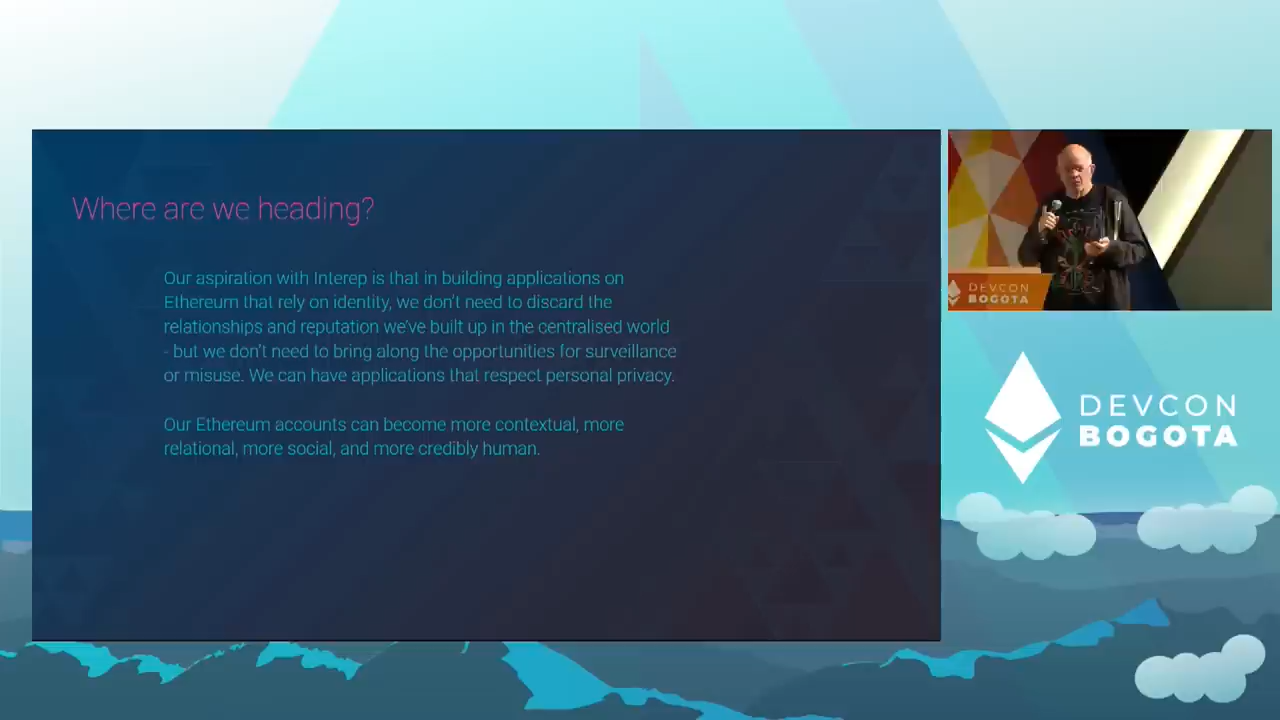 Where are we heading?
Our aspiration with Interep is that in building applications on
Ethereum that rely on identity, we don't need to discard the
relationships and reputation we've built up in the centralised world
- but we don't need to bring along the opportunities for surveillance
or misuse. We can have applications that respect personal privacy.
Our Ethereum accounts can become more contextual, more
relational, more social, and more credibly human.
DEVCON
BOGOTA
DEVCON
BOGOTA